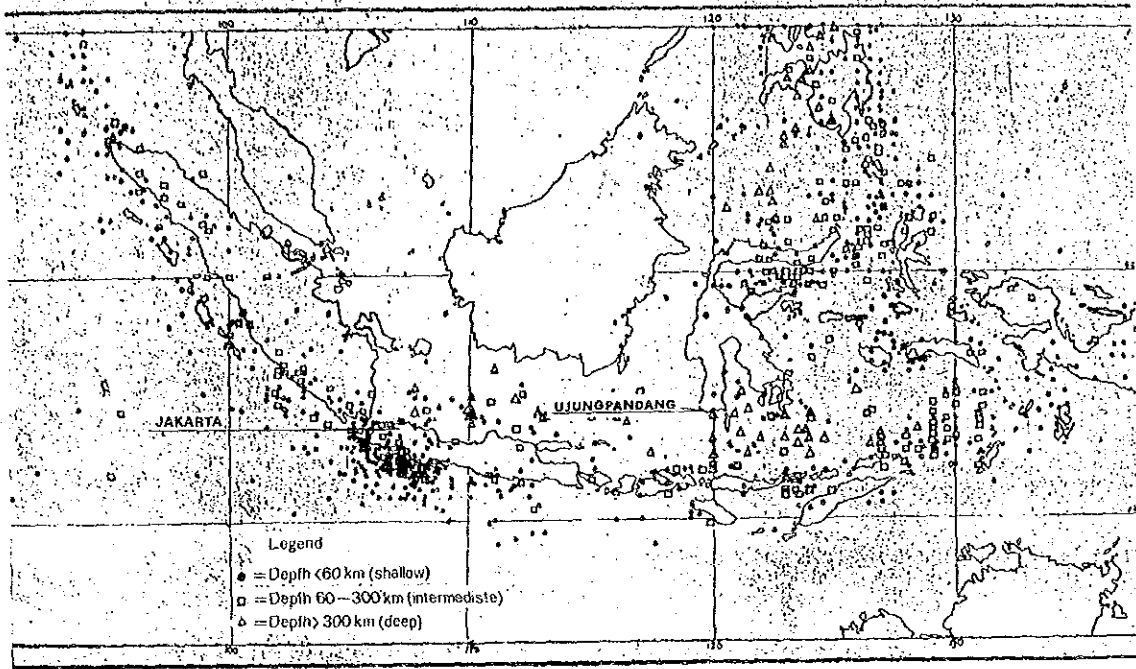 100 110 120 130
JAKARTA
UJUNGPANDANG
Legend
● = Depth <60 km (shallow)
□ = Depth 60-300 km (intermediste)
△ = Depth> 300 km (deep)
100